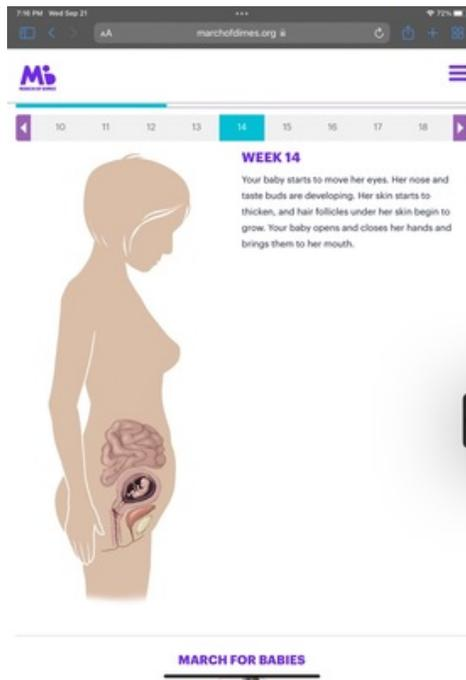 7:16 PM Wed Sep 21
72%
AA
marchofdimes.org
MARCH OF DIMES
10 11 12 13 14 15 16 17 18
WEEK 14
Your baby starts to move her eyes. Her nose and
taste buds are developing. Her skin starts to
thicken, and hair follicles under her skin begin to
grow. Your baby opens and closes her hands and
brings them to her mouth.
MARCH FOR BABIES